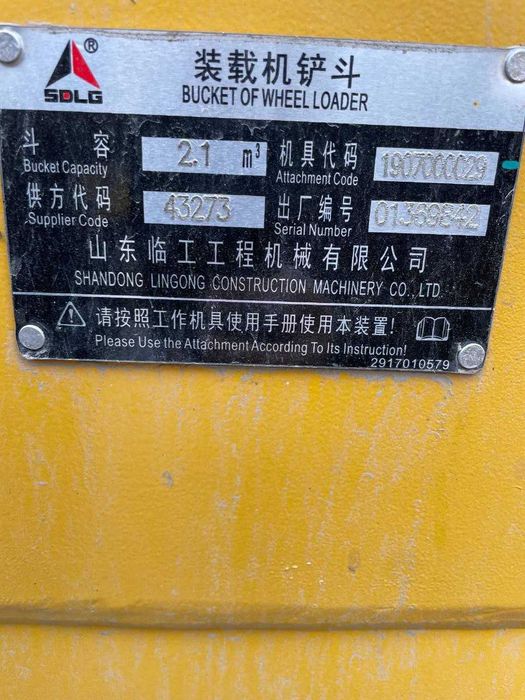 ®
SDLG
装载机铲斗
BUCKET OF WHEEL LOADER
斗 容 2.1 m³ 机具代码 1907000029
Bucket Capacity Attachment Code
供方代码 43273 出厂编号 01369842
Supplier Code Serial Number
山东临工工程机械有限公司
SHANDONG LINGONG CONSTRUCTION MACHINERY CO., LTD
请按照工作机具使用手册使用本装置!
Please Use the Attachment According To Its Instruction!
2917010579